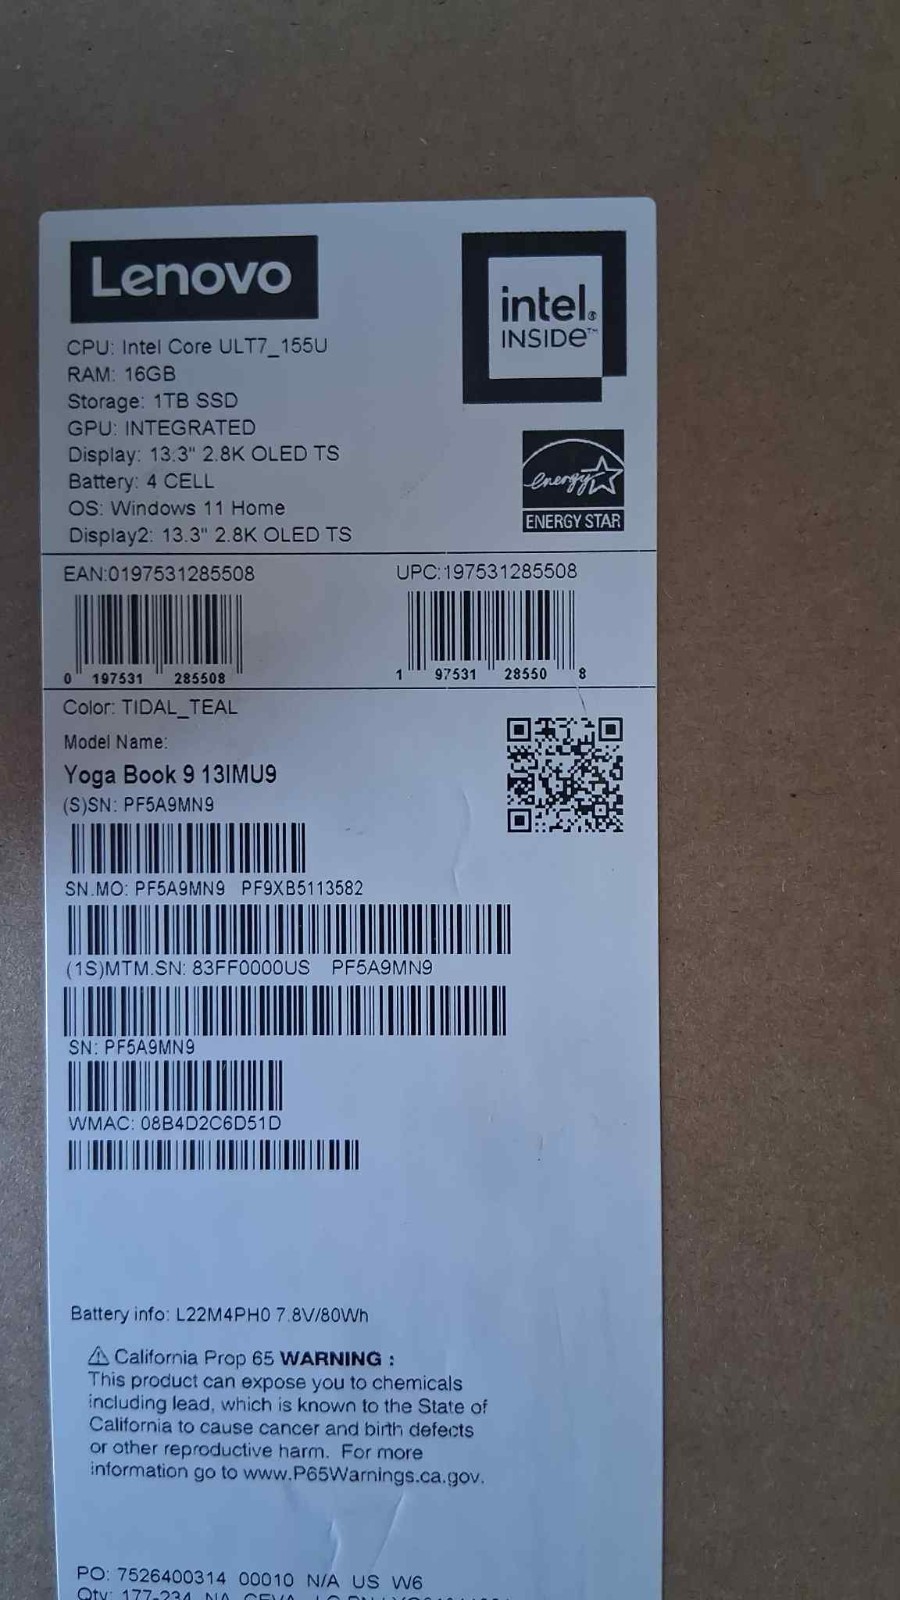 Lenovo
intel.
INSIDE™
CPU: Intel Core ULT7_155U
RAM: 16GB
Storage: 1TB SSD
GPU: INTEGRATED
Display: 13.3" 2.8K OLED TS
Battery: 4 CELL
OS: Windows 11 Home
Display2: 13.3" 2.8K OLED TS
energy
ENERGY STAR
EAN:0197531285508
UPC:197531285508
0 197531 285508
1 97531 28550 8
Color: TIDAL_TEAL
Model Name:
Yoga Book 9 13IMU9
(S)SN: PF5A9MN9
SN.MO: PF5A9MN9 PF9XB5113582
(1S)MTM.SN: 83FF0000US PF5A9MN9
SN: PF5A9MN9
WMAC: 08B4D2C6D51D
Battery info: L22M4PH0 7.8V/80Wh
⚠ California Prop 65 WARNING :
This product can expose you to chemicals
including lead, which is known to the State of
California to cause cancer and birth defects
or other reproductive harm. For more
information go to www.P65Warnings.ca.gov.
PO: 7526400314 00010 N/A US W6
Qty: 177-234 NA